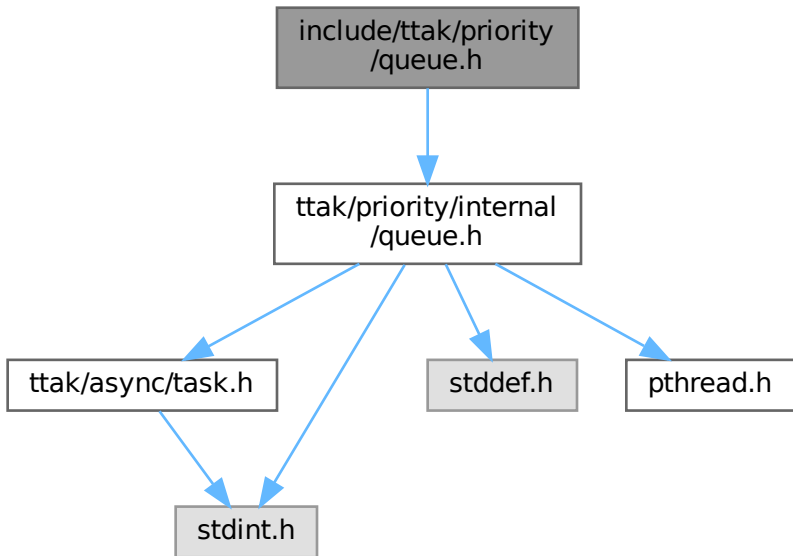 include/ttak/priority
/queue.h
ttak/priority/internal
/queue.h
ttak/async/task.h
stddef.h
pthread.h
stdint.h